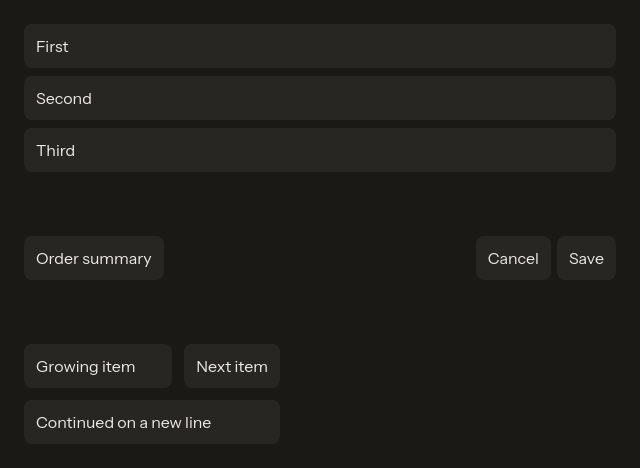 First
Second
Third
Order summary Cancel Save
Growing item Next item
Continued on a new line